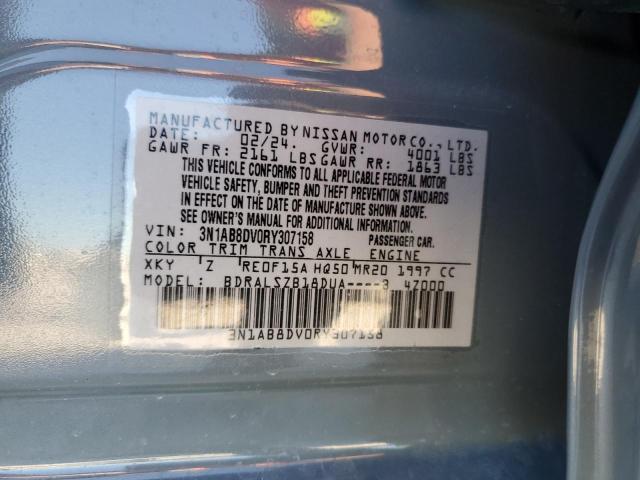 MANUFACTURED BY NISSAN MOTOR CO., LTD.
DATE: 02/24. GVWR: 4001 LBS
GAWR FR: 2161 LBS GAWR RR: 1863 LBS
THIS VEHICLE CONFORMS TO ALL APPLICABLE FEDERAL MOTOR
VEHICLE SAFETY, BUMPER AND THEFT PREVENTION STANDARDS
IN EFFECT ON THE DATE OF MANUFACTURE SHOWN ABOVE.
SEE OWNER'S MANUAL FOR ADDITIONAL INFORMATION.
VIN: 3N1AB8DV0RY307158 PASSENGER CAR.
COLOR TRIM TRANS AXLE ENGINE
XKY Z RE0F15A HQ50 MR20 1997 CC
MODEL: BDRALSZB18DUA----3 4Z000
3N1AB8DV0RY307158